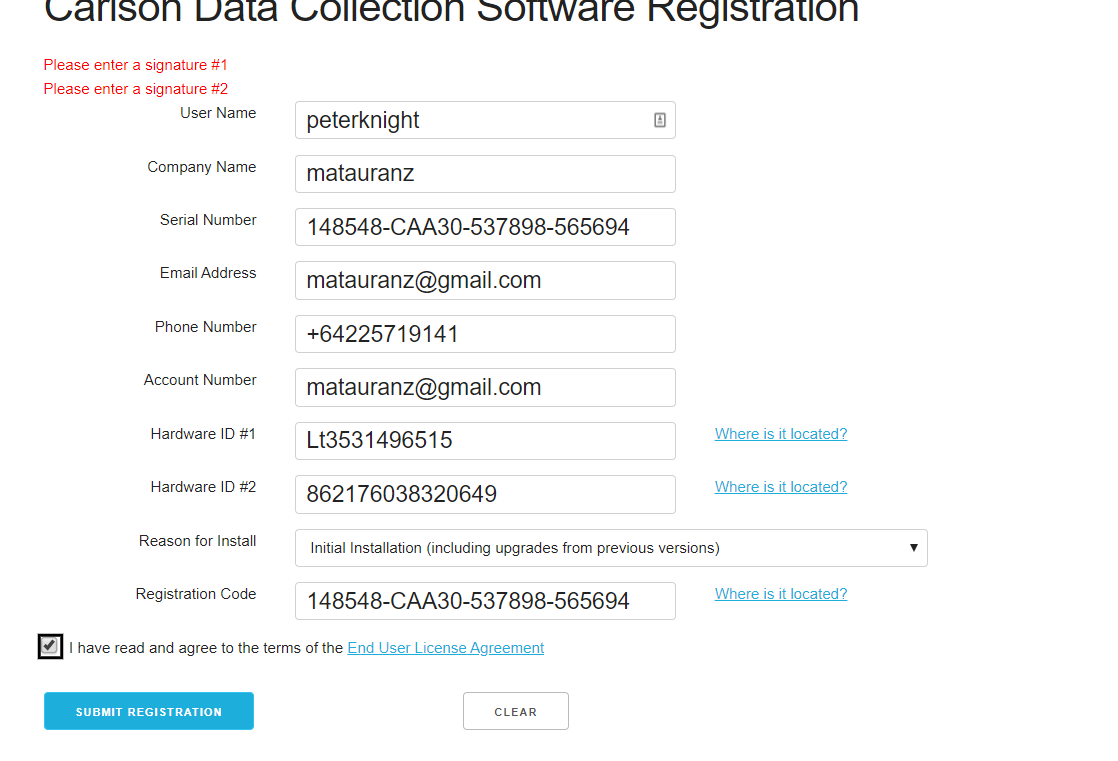 Carlson Data Collection Software Registration
Please enter a signature #1
Please enter a signature #2
User Name peterknight
Company Name matauranz
Serial Number 148548-CAA30-537898-565694
Email Address matauranz@gmail.com
Phone Number +64225719141
Account Number matauranz@gmail.com
Hardware ID #1 Lt3531496515 Where is it located?
Hardware ID #2 862176038320649 Where is it located?
Reason for Install Initial Installation (including upgrades from previous versions)
Registration Code 148548-CAA30-537898-565694 Where is it located?
I have read and agree to the terms of the End User License Agreement
SUBMIT REGISTRATION CLEAR